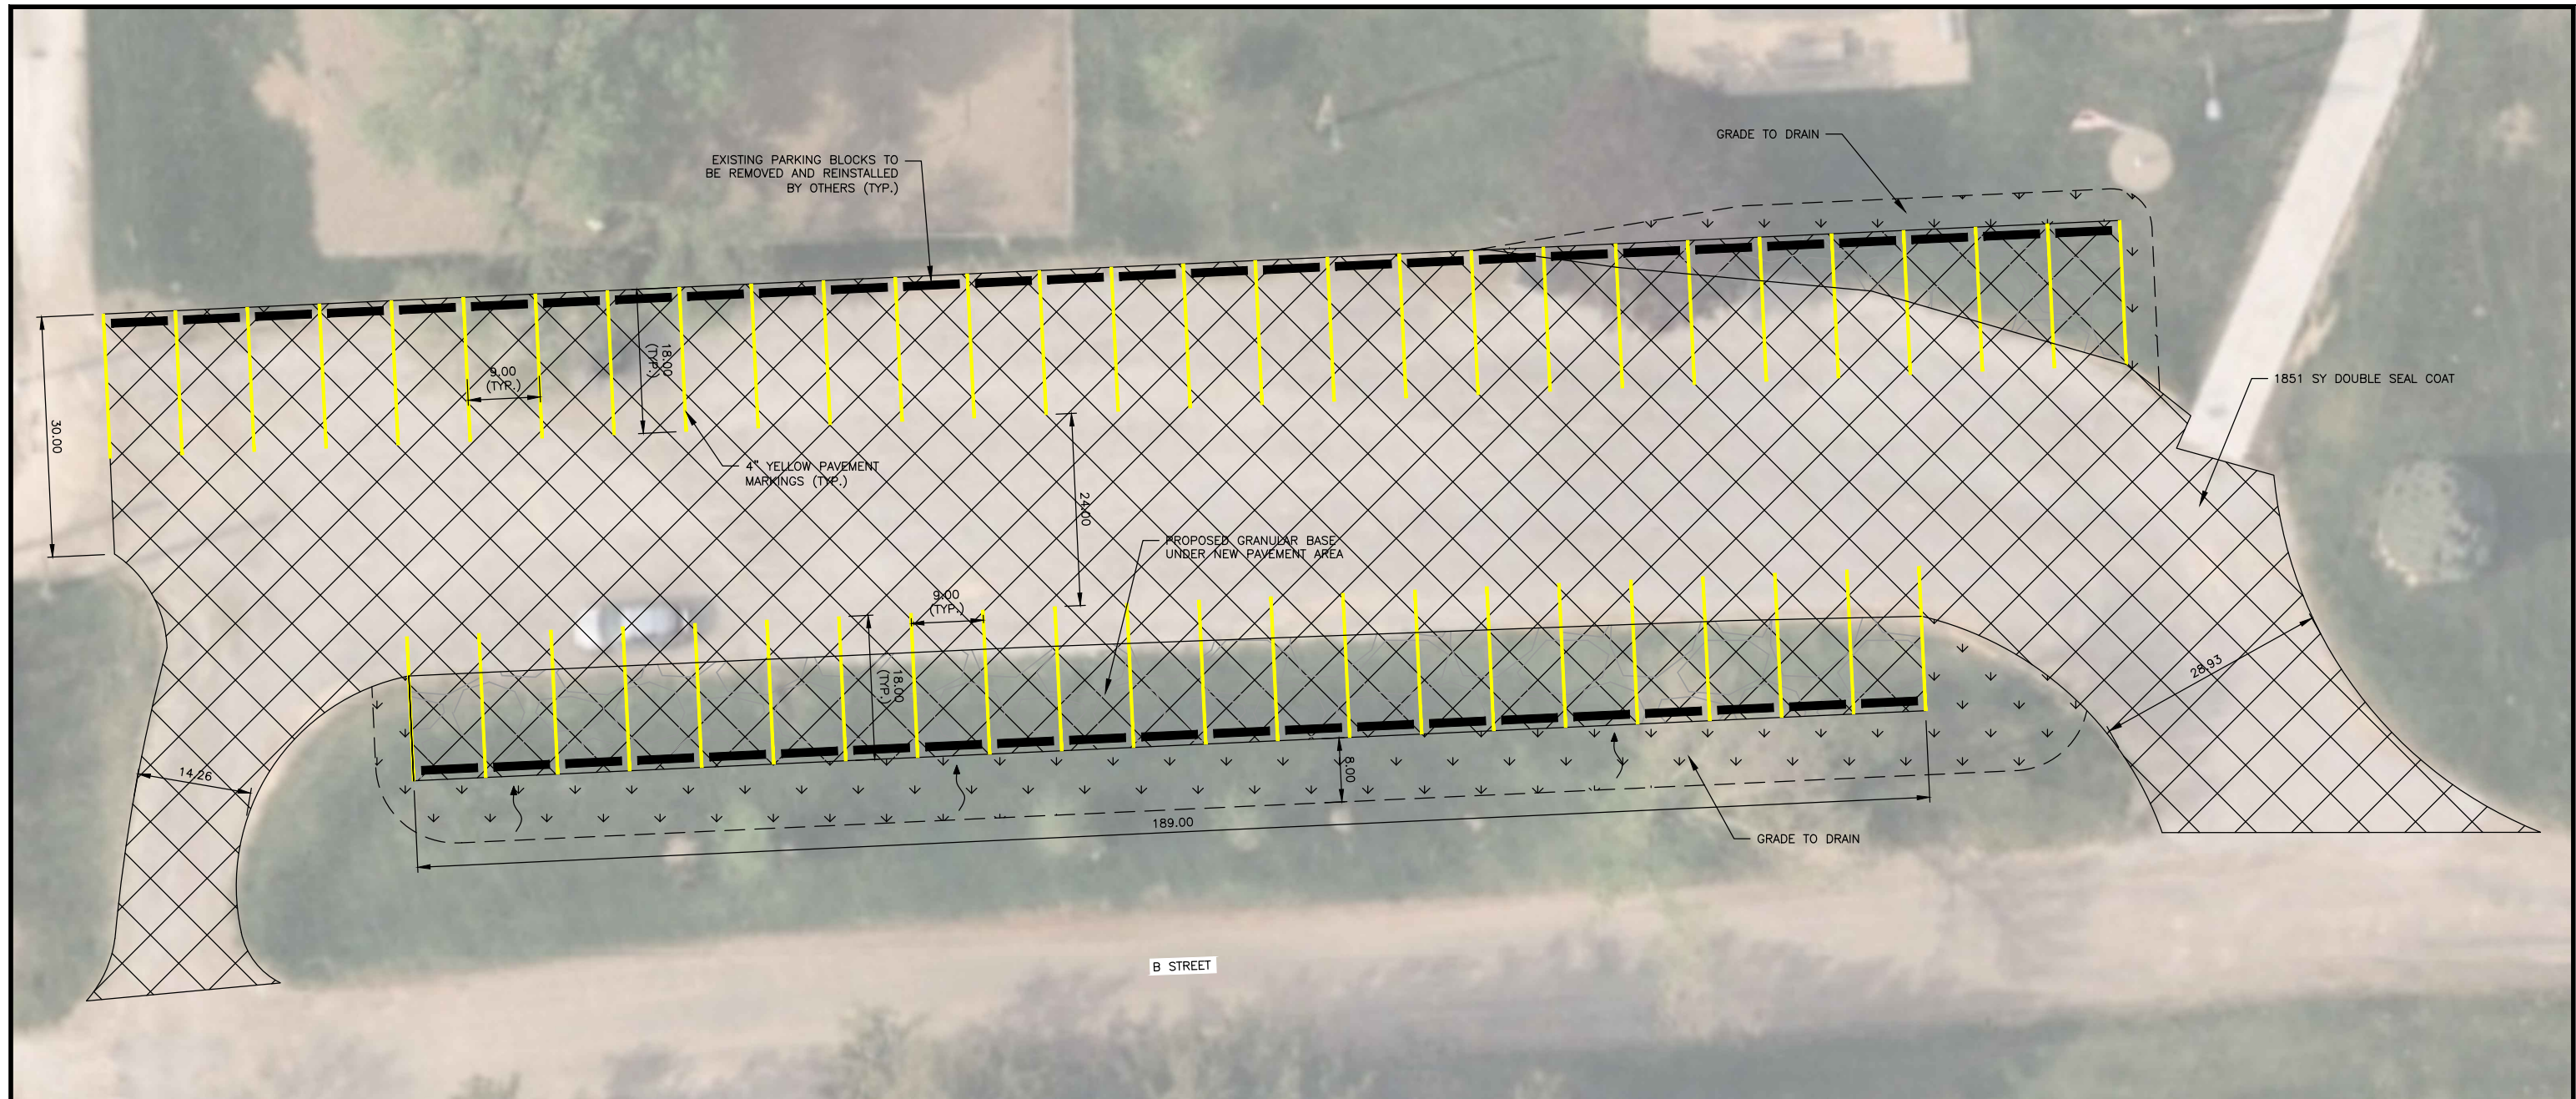 GRADE TO DRAIN
EXISTING PARKING BLOCKS TO
BE REMOVED AND REINSTALLED
BY OTHERS (TYP.)
18.00
(TYP.)
9.00
(TYP.)
1851 SY DOUBLE SEAL COAT
30.00
4" YELLOW PAVEMENT
MARKINGS (TYP.)
24.00
PROPOSED GRANULAR BASE
UNDER NEW PAVEMENT AREA
9.00
(TYP.)
18.00
(TYP.)
28.93
14.26
8.00
189.00
GRADE TO DRAIN
B STREET